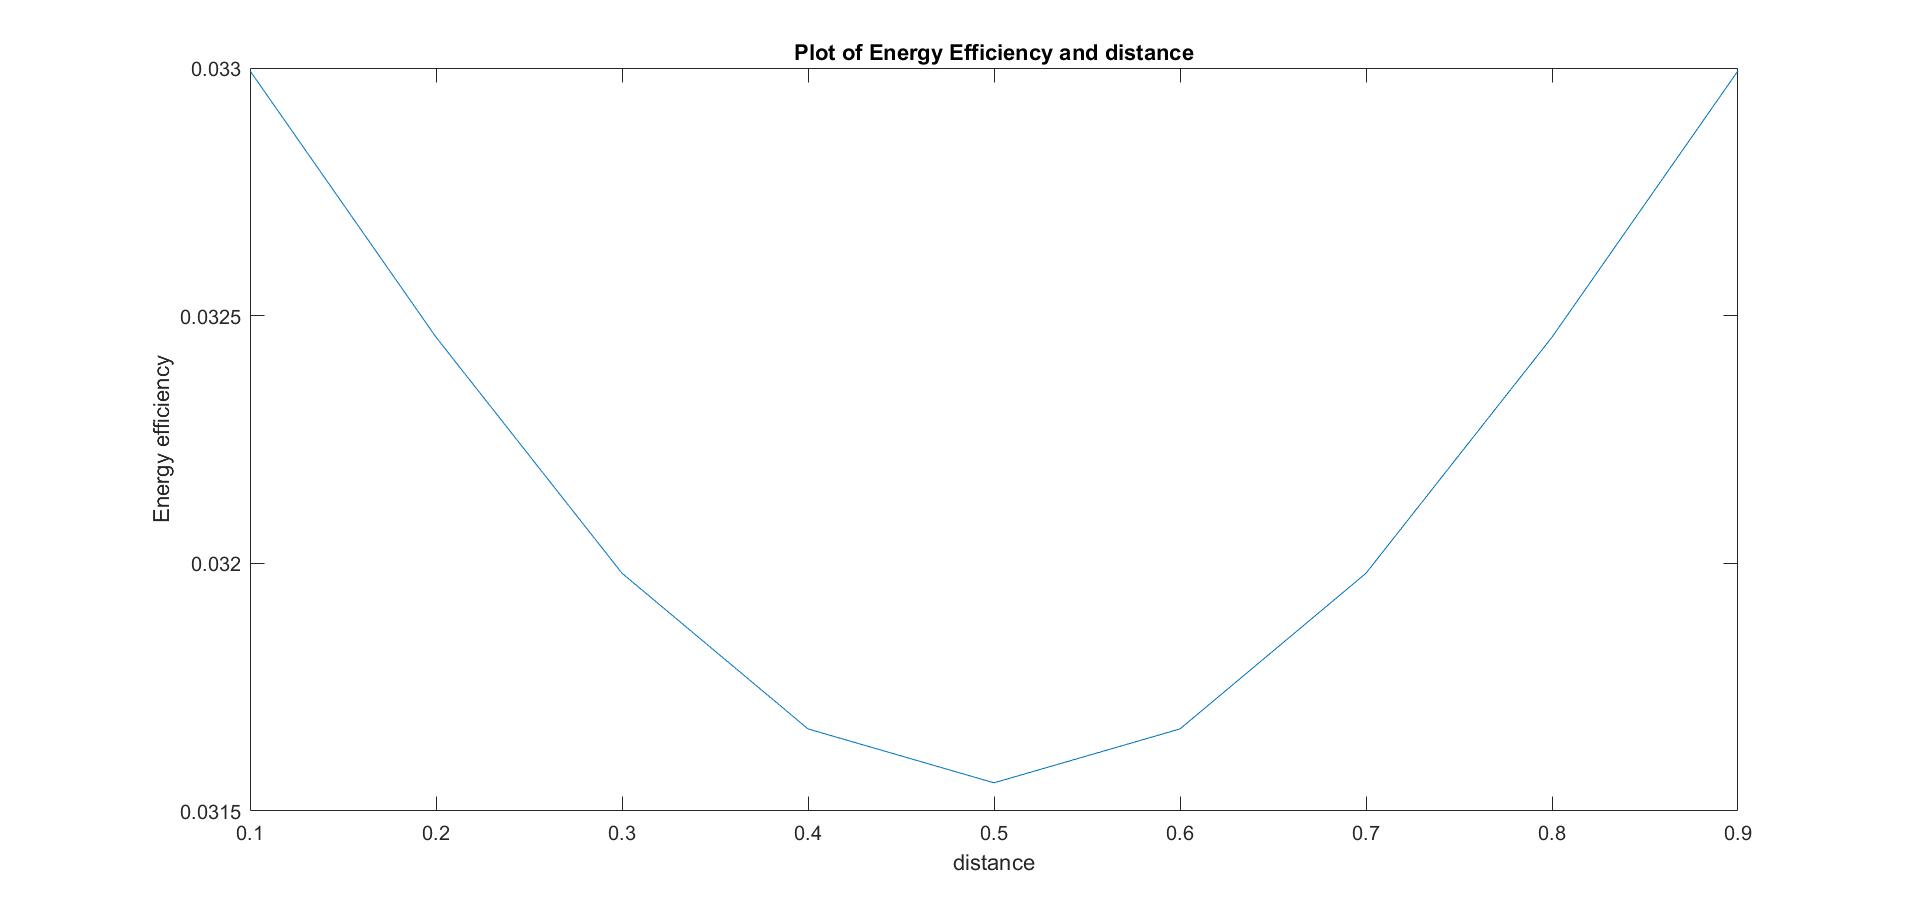 Plot of Energy Efficiency and distance
0.033
0.0325
0.032
0.0315
Energy efficiency
0.1 0.2 0.3 0.4 0.5 0.6 0.7 0.8 0.9
distance